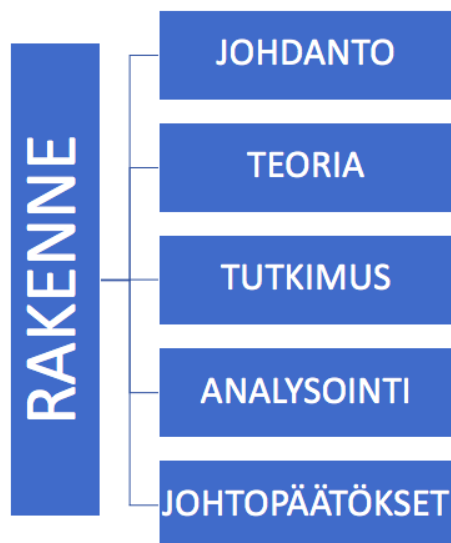 RAKENNE
JOHDANTO
TEORIA
TUTKIMUS
ANALYSOINTI
JOHTOPÄÄTÖKSET